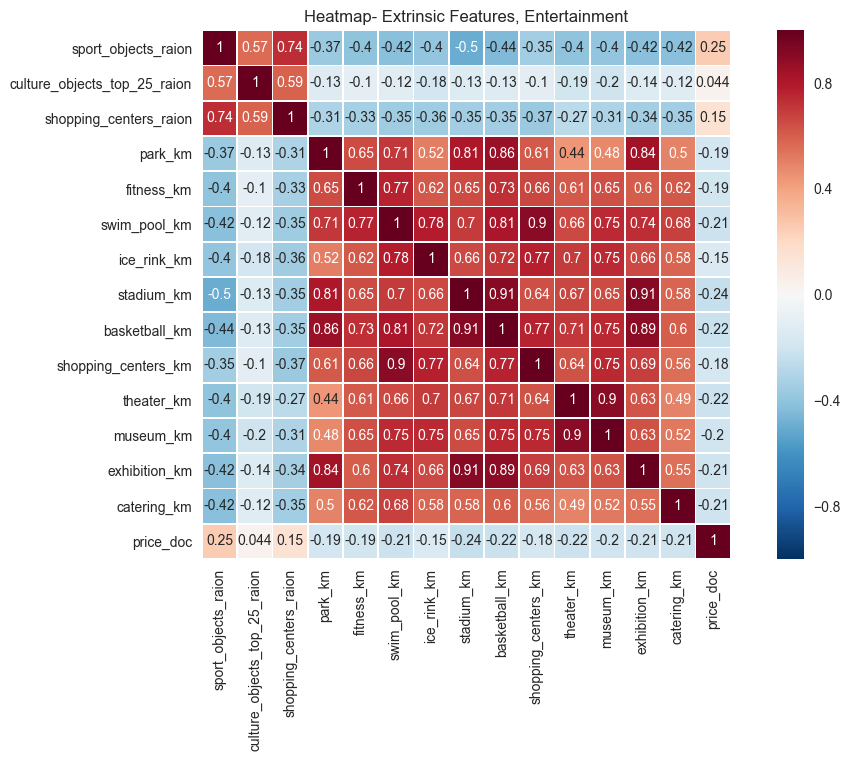 Heatmap- Extrinsic Features, Entertainment
sport_objects_raion 1 0.57 0.74 -0.37 -0.4 -0.42 -0.4 -0.5 -0.44 -0.35 -0.4 -0.4 -0.42 -0.42 0.25
culture_objects_top_25_raion 0.57 1 0.59 -0.13 -0.1 -0.12 -0.18 -0.13 -0.13 -0.1 -0.19 -0.2 -0.14 -0.12 0.044
shopping_centers_raion 0.74 0.59 1 -0.31 -0.33 -0.35 -0.36 -0.35 -0.35 -0.37 -0.27 -0.31 -0.34 -0.35 0.15
park_km -0.37 -0.13 -0.31 1 0.65 0.71 0.52 0.81 0.86 0.61 0.44 0.48 0.84 0.5 -0.19
fitness_km -0.4 -0.1 -0.33 0.65 1 0.77 0.62 0.65 0.73 0.66 0.61 0.65 0.6 0.62 -0.19
swim_pool_km -0.42 -0.12 -0.35 0.71 0.77 1 0.78 0.7 0.81 0.9 0.66 0.75 0.74 0.68 -0.21
ice_rink_km -0.4 -0.18 -0.36 0.52 0.62 0.78 1 0.66 0.72 0.77 0.7 0.75 0.66 0.58 -0.15
stadium_km -0.5 -0.13 -0.35 0.81 0.65 0.7 0.66 1 0.91 0.64 0.67 0.65 0.91 0.58 -0.24
basketball_km -0.44 -0.13 -0.35 0.86 0.73 0.81 0.72 0.91 1 0.77 0.71 0.75 0.89 0.6 -0.22
shopping_centers_km -0.35 -0.1 -0.37 0.61 0.66 0.9 0.77 0.64 0.77 1 0.64 0.75 0.69 0.56 -0.18
theater_km -0.4 -0.19 -0.27 0.44 0.61 0.66 0.7 0.67 0.71 0.64 1 0.9 0.63 0.49 -0.22
museum_km -0.4 -0.2 -0.31 0.48 0.65 0.75 0.75 0.65 0.75 0.75 0.9 1 0.63 0.52 -0.2
exhibition_km -0.42 -0.14 -0.34 0.84 0.6 0.74 0.66 0.91 0.89 0.69 0.63 0.63 1 0.55 -0.21
catering_km -0.42 -0.12 -0.35 0.5 0.62 0.68 0.58 0.58 0.6 0.56 0.49 0.52 0.55 1 -0.21
price_doc 0.25 0.044 0.15 -0.19 -0.19 -0.21 -0.15 -0.24 -0.22 -0.18 -0.22 -0.2 -0.21 -0.21 1
sport_objects_raion
culture_objects_top_25_raion
shopping_centers_raion
park_km
fitness_km
swim_pool_km
ice_rink_km
stadium_km
basketball_km
shopping_centers_km
theater_km
museum_km
exhibition_km
catering_km
price_doc
0.8
0.4
0.0
−0.4
−0.8